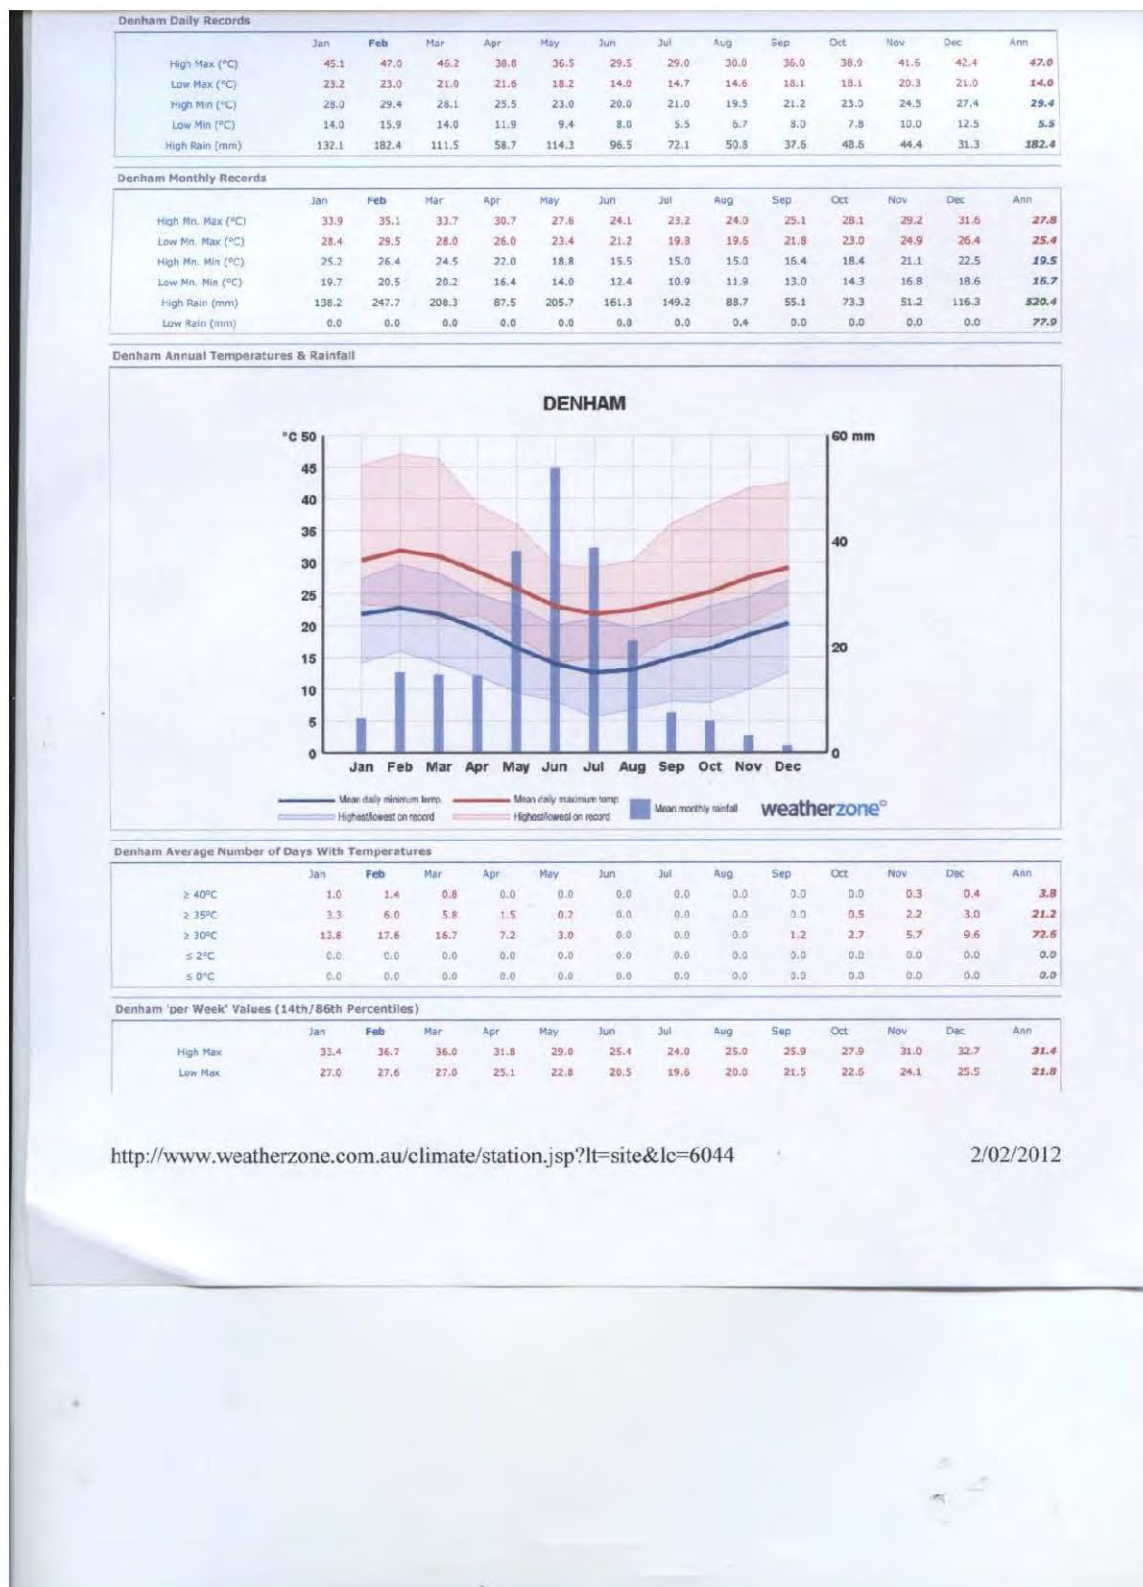 Denham Daily Records
Jan Feb Mar Apr May Jun Jul Aug Sep Oct Nov Dec Ann
High Max (°C) 45.1 47.0 46.2 38.8 36.5 29.5 29.0 30.0 36.0 38.9 41.6 42.4 47.0
Low Max (°C) 23.2 23.0 21.0 21.6 18.2 14.0 14.7 14.6 18.1 18.1 20.3 21.0 14.0
High Min (°C) 28.0 29.4 28.1 25.5 23.0 20.0 21.0 19.5 21.2 23.0 24.5 27.4 29.4
Low Min (°C) 14.0 15.9 14.0 11.9 9.4 8.0 5.5 6.7 8.0 7.8 10.0 12.5 5.5
High Rain (mm) 132.1 182.4 111.5 58.7 114.3 96.5 72.1 50.8 37.6 48.6 44.4 31.3 182.4
Denham Monthly Records
Jan Feb Mar Apr May Jun Jul Aug Sep Oct Nov Dec Ann
High Mn. Max (°C) 33.9 35.1 33.7 30.7 27.6 24.1 23.2 24.0 25.1 28.1 29.2 31.6 27.8
Low Mn. Max (°C) 28.4 29.5 28.0 26.0 23.4 21.2 19.8 19.6 21.8 23.0 24.9 26.4 25.4
High Mn. Min (°C) 25.2 26.4 24.5 22.0 18.8 15.5 15.0 15.0 16.4 18.4 21.1 22.5 19.5
Low Mn. Min (°C) 19.7 20.5 20.2 16.4 14.0 12.4 10.9 11.9 13.0 14.3 16.8 18.6 16.7
High Rain (mm) 138.2 247.7 208.3 87.5 205.7 161.3 149.2 88.7 55.1 73.3 51.2 116.3 520.4
Low Rain (mm) 0.0 0.0 0.0 0.0 0.0 0.0 0.0 0.4 0.0 0.0 0.0 0.0 77.9
Denham Annual Temperatures & Rainfall
DENHAM
°C 50 60 mm
45
40
35 40
30
25
20 20
15
10
5
0 0
Jan Feb Mar Apr May Jun Jul Aug Sep Oct Nov Dec
Mean daily minimum temp Mean daily maximum temp Mean monthly rainfall weatherzone°
Highest/lowest on record Highest/lowest on record
Denham Average Number of Days With Temperatures
Jan Feb Mar Apr May Jun Jul Aug Sep Oct Nov Dec Ann
≥ 40°C 1.0 1.4 0.8 0.0 0.0 0.0 0.0 0.0 0.0 0.0 0.3 0.4 3.8
≥ 35°C 3.3 6.0 5.8 1.5 0.2 0.0 0.0 0.0 0.0 0.5 2.2 3.0 21.2
≥ 30°C 12.6 17.6 16.7 7.2 3.0 0.0 0.0 0.0 1.2 2.7 5.7 9.6 72.6
≤ 2°C 0.0 0.0 0.0 0.0 0.0 0.0 0.0 0.0 0.0 0.0 0.0 0.0 0.0
≤ 0°C 0.0 0.0 0.0 0.0 0.0 0.0 0.0 0.0 0.0 0.0 0.0 0.0 0.0
Denham 'per Week' Values (14th/86th Percentiles)
Jan Feb Mar Apr May Jun Jul Aug Sep Oct Nov Dec Ann
High Max 33.4 36.7 36.0 31.8 29.0 25.4 24.0 25.0 25.9 27.9 31.0 32.7 31.4
Low Max 27.0 27.6 27.0 25.1 22.8 20.5 19.6 20.0 21.5 22.6 24.1 25.5 21.8
http://www.weatherzone.com.au/climate/station.jsp?lt=site&lc=6044 2/02/2012